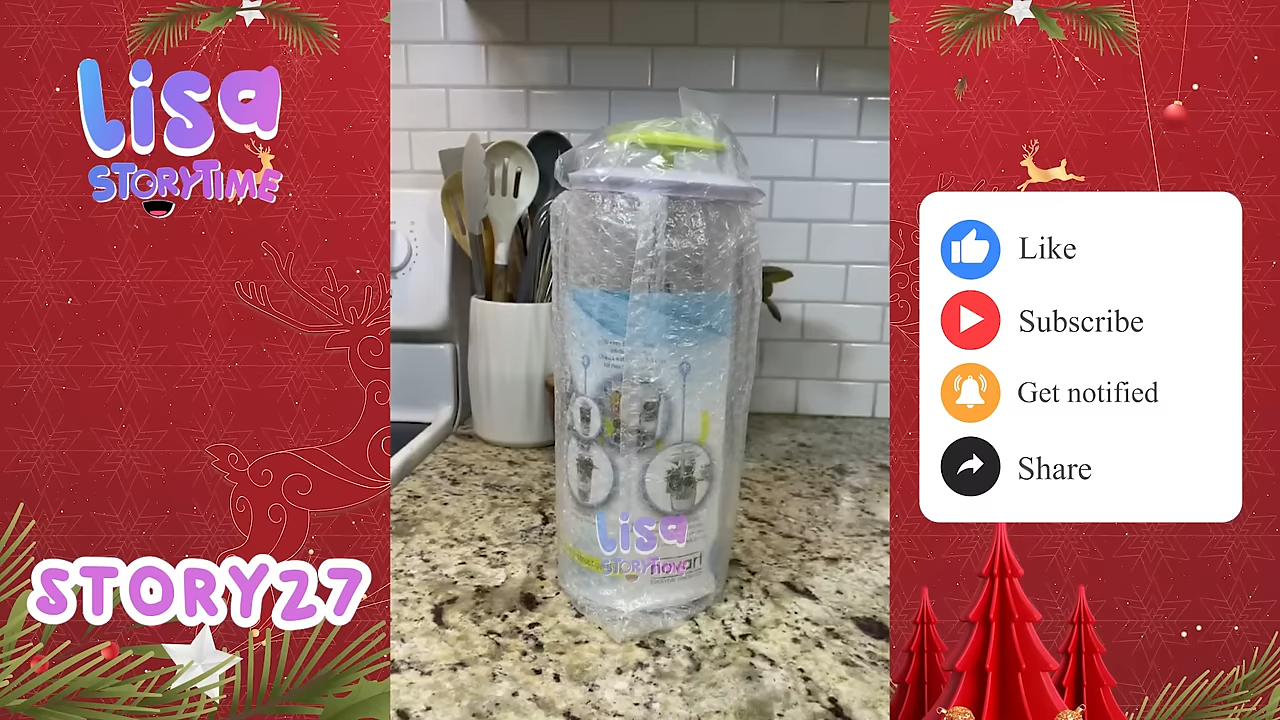 Lisa
STORYTIME
STORY27
Lisa
STORYTIME
Like
Subscribe
Get notified
Share